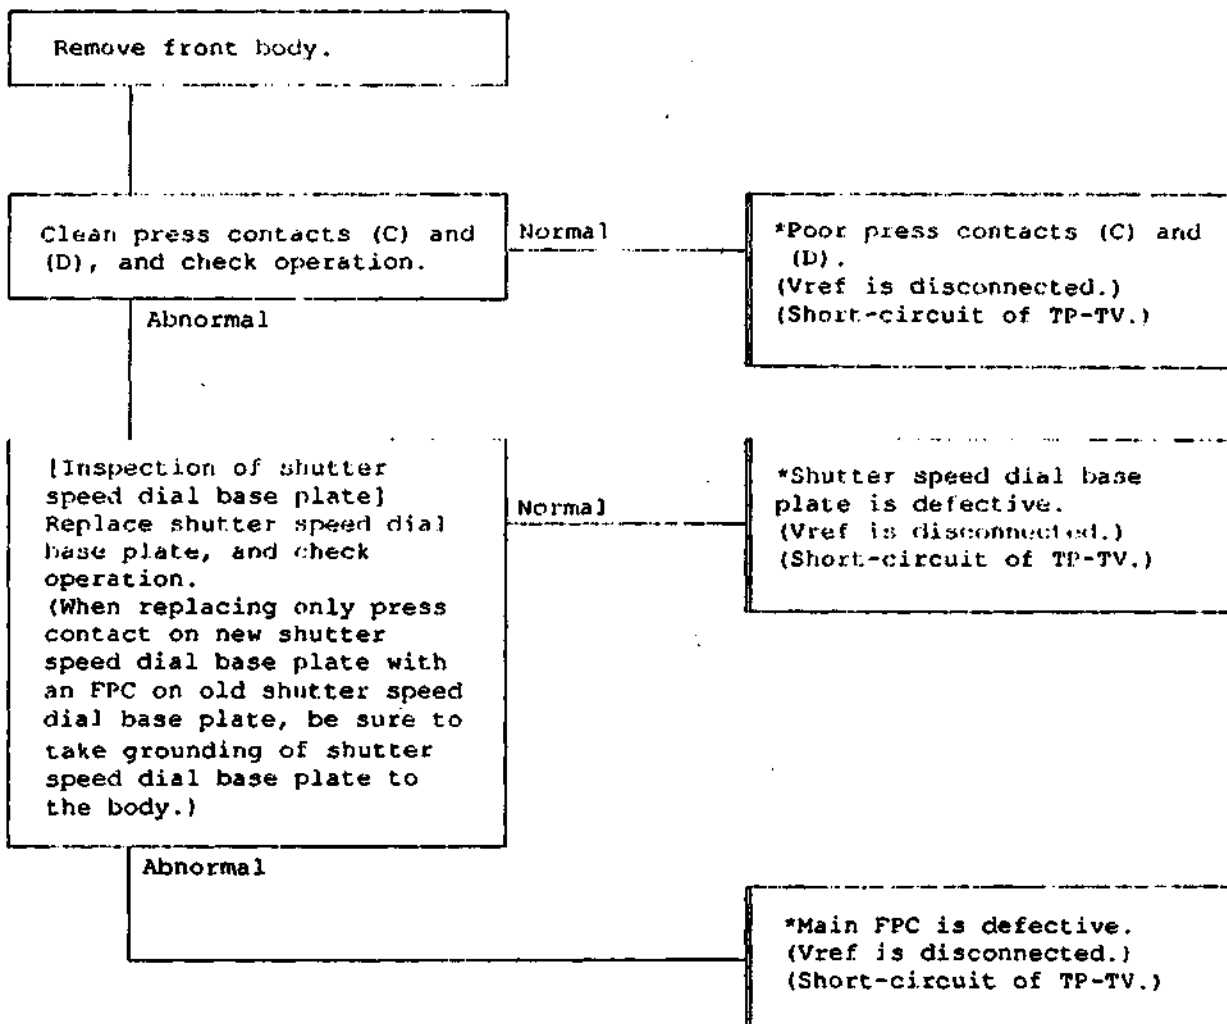 Remove front body.
Clean press contacts (C) and
(D), and check operation.
Normal
*Poor press contacts (C) and
(D).
(Vref is disconnected.)
(Short-circuit of TP-TV.)
Abnormal
[Inspection of shutter
speed dial base plate]
Replace shutter speed dial
base plate, and check
operation.
(When replacing only press
contact on new shutter
speed dial base plate with
an FPC on old shutter speed
dial base plate, be sure to
take grounding of shutter
speed dial base plate to
the body.)
Normal
*Shutter speed dial base
plate is defective.
(Vref is disconnected.)
(Short-circuit of TP-TV.)
Abnormal
*Main FPC is defective.
(Vref is disconnected.)
(Short-circuit of TP-TV.)